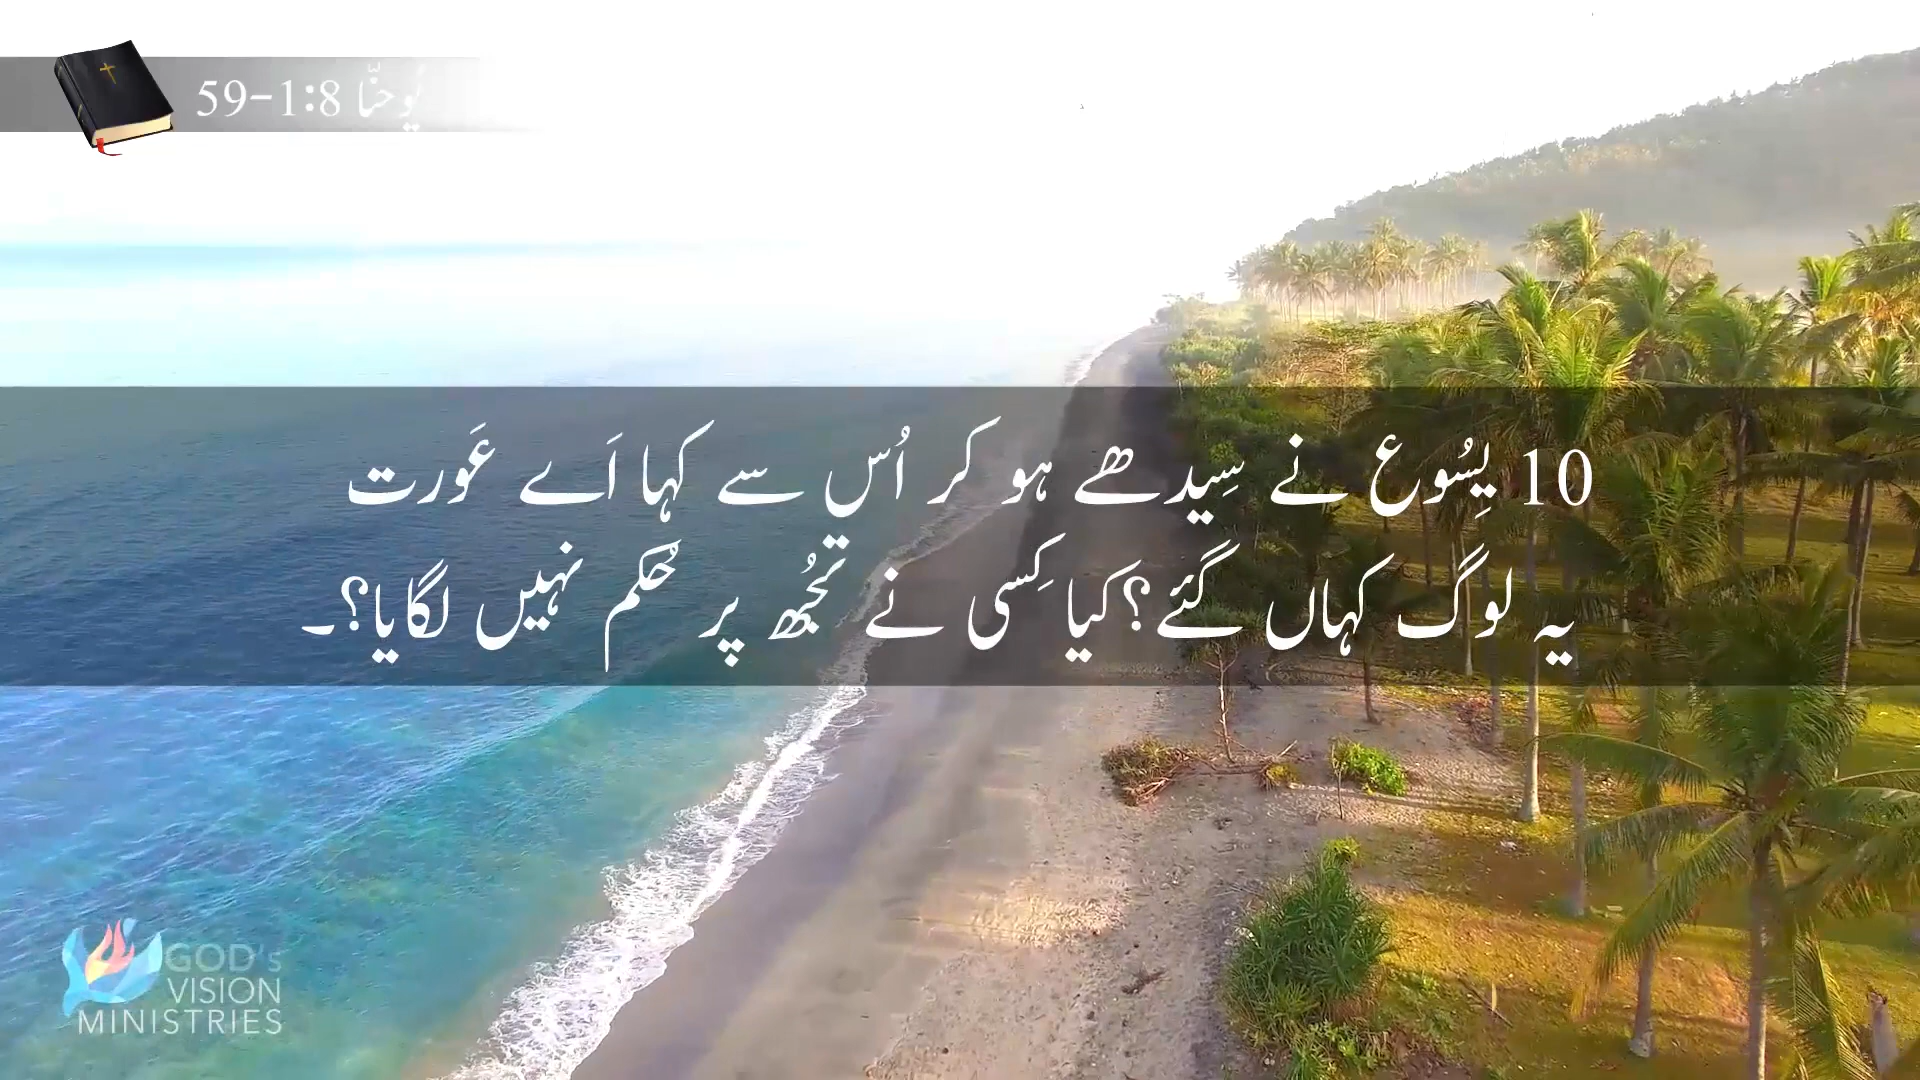 یُوحنّا 8:1-59
10 یِسُوع نے سِیدھے ہو کر اُس سے کہا اَے عَورت
یہ لوگ کہاں گئے؟ کیا کِسی نے تُجھ پر حُکم نہیں لگایا؟۔
GOD's
VISION
MINISTRIES